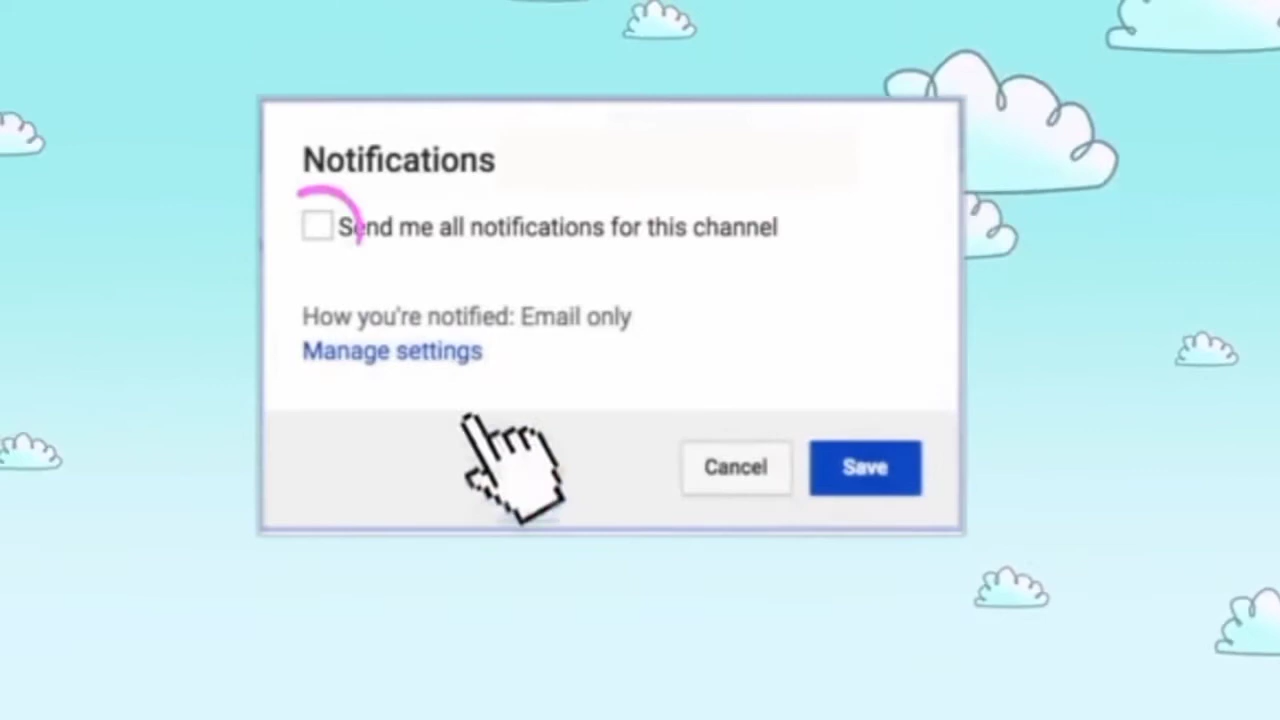 Notifications
Send me all notifications for this channel
How you're notified: Email only
Manage settings
Cancel
Save